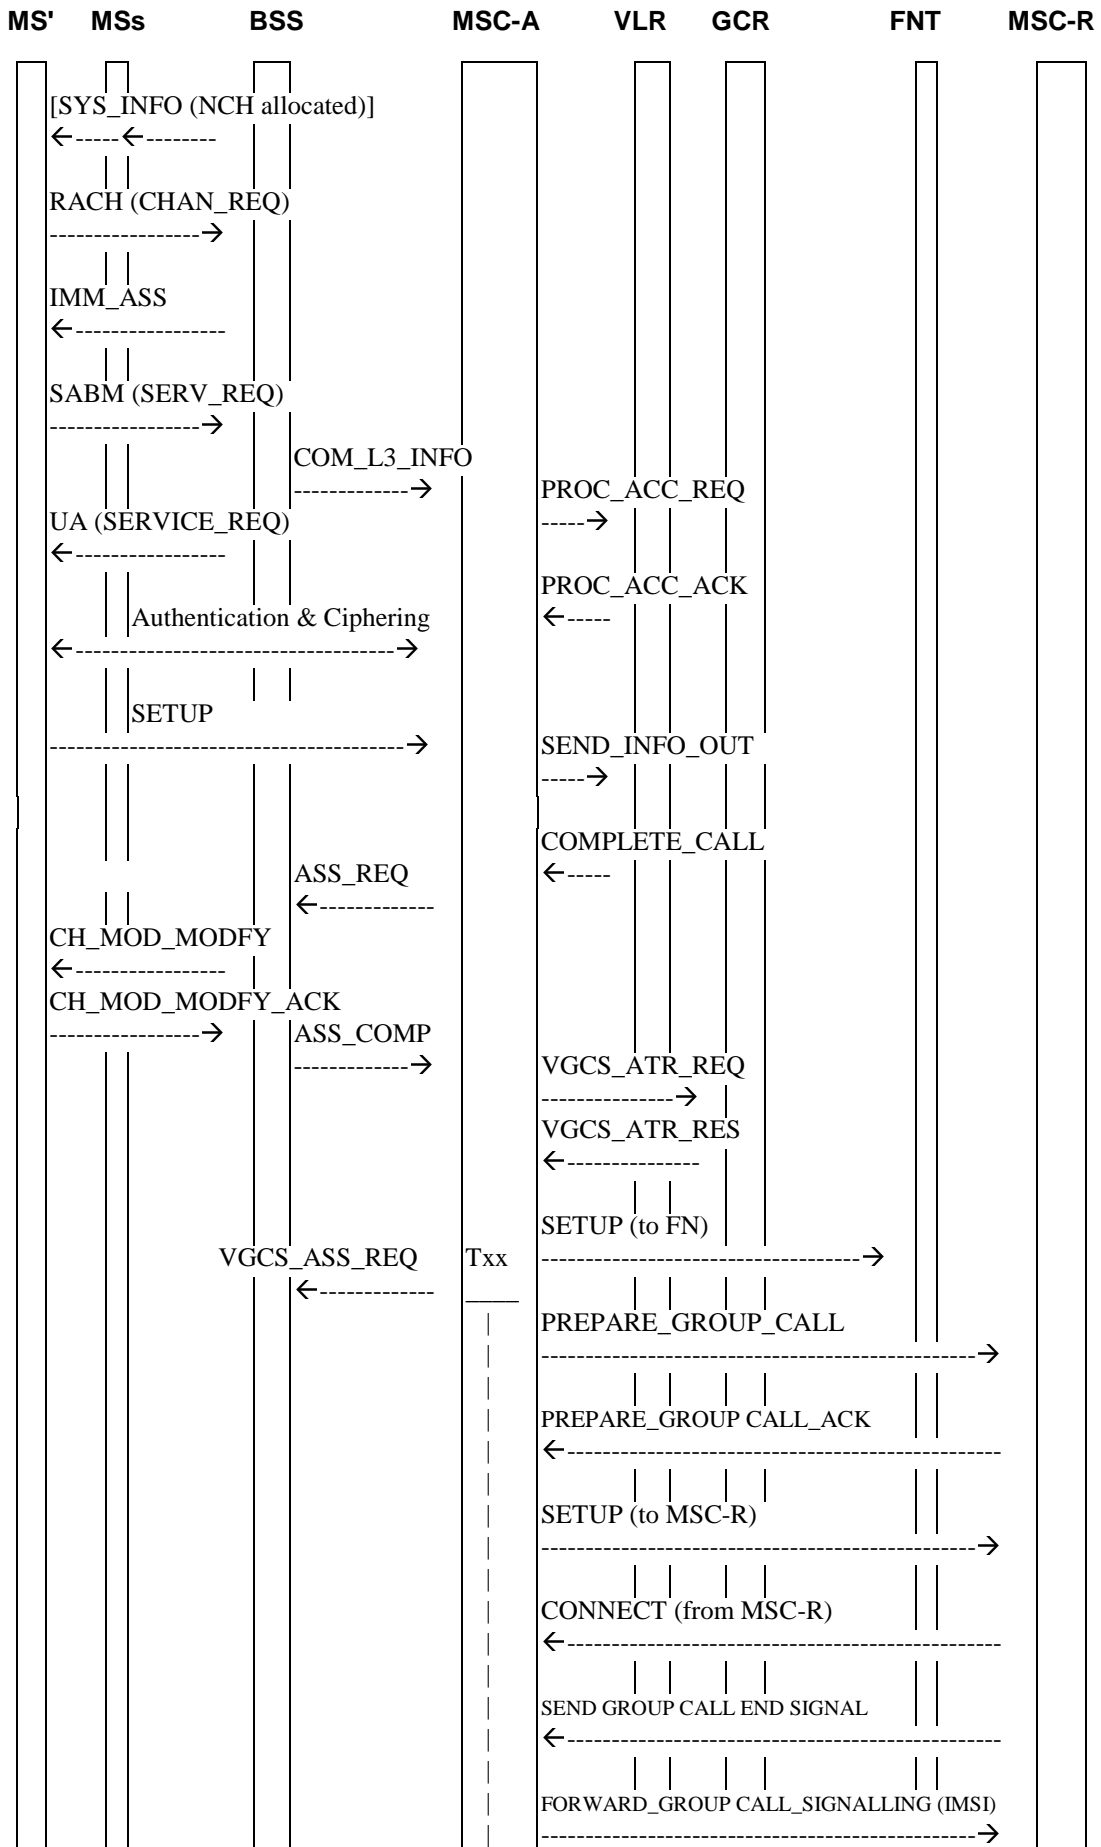 MS' MSs BSS MSC-A VLR GCR FNT MSC-R
[SYS_INFO (NCH allocated)]
RACH (CHAN_REQ)
IMM_ASS
SABM (SERV_REQ)
COM_L3_INFO
PROC_ACC_REQ
UA (SERVICE_REQ)
PROC_ACC_ACK
Authentication & Ciphering
SETUP
SEND_INFO_OUT
COMPLETE_CALL
ASS_REQ
CH_MOD_MODFY
CH_MOD_MODFY_ACK
ASS_COMP
VGCS_ATR_REQ
VGCS_ATR_RES
SETUP (to FN)
VGCS_ASS_REQ Txx
PREPARE_GROUP_CALL
PREPARE_GROUP CALL_ACK
SETUP (to MSC-R)
CONNECT (from MSC-R)
SEND GROUP CALL END SIGNAL
FORWARD_GROUP CALL_SIGNALLING (IMSI)